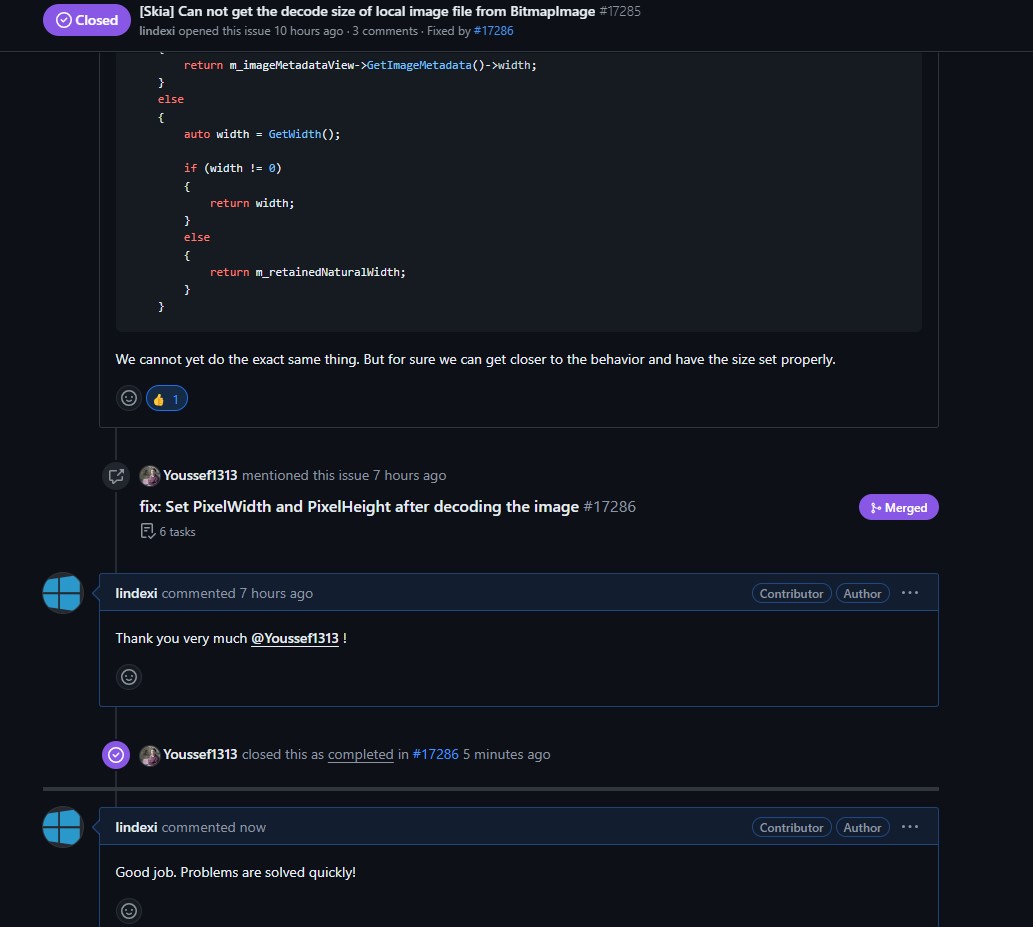 Closed
[Skia] Can not get the decode size of local image file from BitmapImage #17285
lindexi opened this issue 10 hours ago · 3 comments · Fixed by #17286
{
return m_imageMetadataView->GetImageMetadata()->width;
}
else
{
auto width = GetWidth();
if (width != 0)
{
return width;
}
else
{
return m_retainedNaturalWidth;
}
}
We cannot yet do the exact same thing. But for sure we can get closer to the behavior and have the size set properly.
1
Youssef1313 mentioned this issue 7 hours ago
fix: Set PixelWidth and PixelHeight after decoding the image #17286
Merged
6 tasks
lindexi commented 7 hours ago
Contributor
Author
Thank you very much @Youssef1313 !
Youssef1313 closed this as completed in #17286 5 minutes ago
lindexi commented now
Contributor
Author
Good job. Problems are solved quickly!